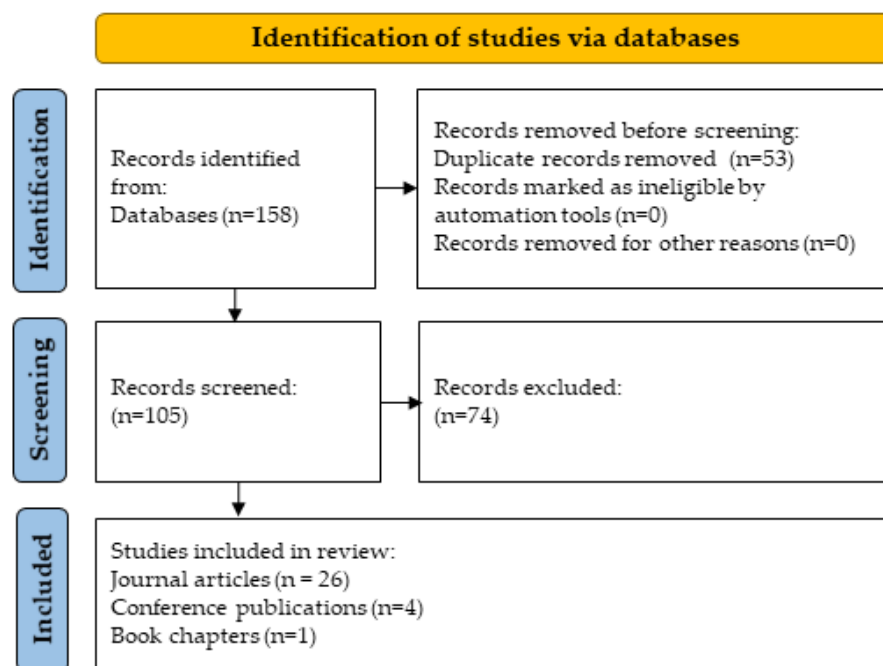 Identification of studies via databases
Identification
Records identified
from:
Databases (n=158)
Records removed before screening:
Duplicate records removed (n=53)
Records marked as ineligible by
automation tools (n=0)
Records removed for other reasons (n=0)
Screening
Records screened:
(n=105)
Records excluded:
(n=74)
Included
Studies included in review:
Journal articles (n = 26)
Conference publications (n=4)
Book chapters (n=1)